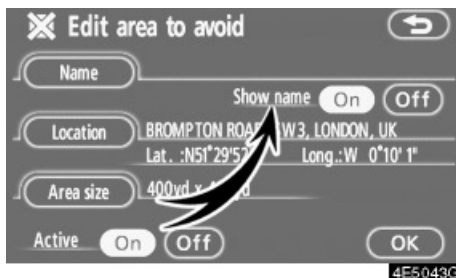 Edit area to avoid
Name
Show name On Off
Location BROMPTON ROAD W3, LONDON, UK
Lat. :N51°29'52 Long.:W 0°10' 1"
Area size 400yd x
Active On Off
OK
4E5043G